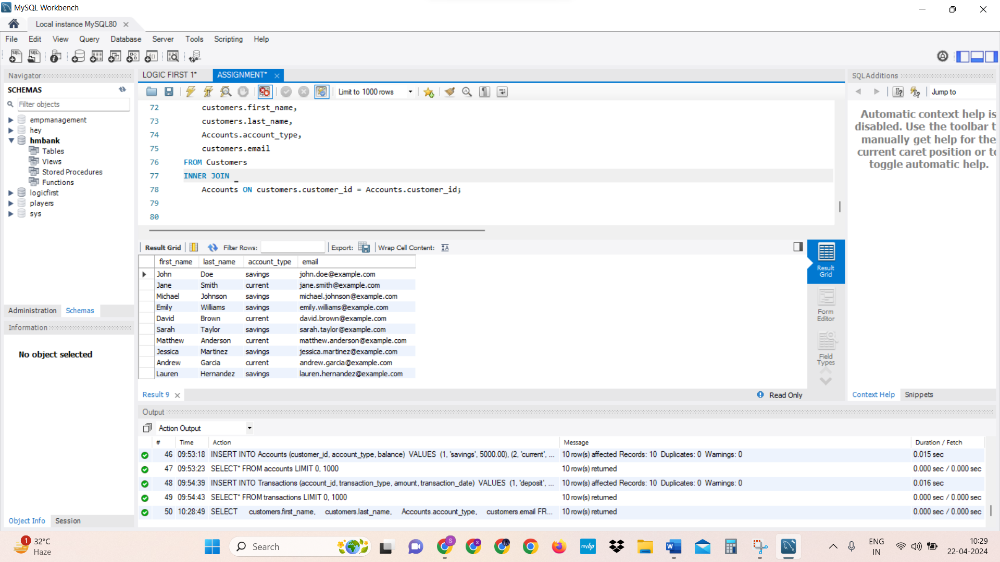 MySQL Workbench
Local instance MySQL80
File Edit View Query Database Server Tools Scripting Help
Navigator
SCHEMAS
Filter objects
empmanagement
hey
hmbank
Tables
Views
Stored Procedures
Functions
logicfirst
players
sys
Administration Schemas
Information
No object selected
Object Info Session
LOGIC FIRST 1* ASSIGNMENT*
Limit to 1000 rows
72 customers.first_name,
73 customers.last_name,
74 Accounts.account_type,
75 customers.email
76 FROM Customers
77 INNER JOIN
78 Accounts ON customers.customer_id = Accounts.customer_id;
79
80
Result Grid Filter Rows: Export: Wrap Cell Content:
first_name last_name account_type email
John Doe savings john.doe@example.com
Jane Smith current jane.smith@example.com
Michael Johnson savings michael.johnson@example.com
Emily Williams savings emily.williams@example.com
David Brown current david.brown@example.com
Sarah Taylor savings sarah.taylor@example.com
Matthew Anderson current matthew.anderson@example.com
Jessica Martinez savings jessica.martinez@example.com
Andrew Garcia current andrew.garcia@example.com
Lauren Hernandez savings lauren.hernandez@example.com
Result
Grid
Form
Editor
Field
Types
Result 9 Read Only
SQLAdditions
Jump to
Automatic context help is
disabled. Use the toolbar t
manually get help for the
current caret position or to
toggle automatic help.
Context Help Snippets
Output
Action Output
# Time Action Message Duration / Fetch
46 09:53:18 INSERT INTO Accounts (customer_id, account_type, balance) VALUES (1, 'savings', 5000.00), (2, 'current', ... 10 row(s) affected Records: 10 Duplicates: 0 Warnings: 0 0.015 sec
47 09:53:23 SELECT* FROM accounts LIMIT 0, 1000 10 row(s) returned 0.000 sec / 0.000 sec
48 09:54:39 INSERT INTO Transactions (account_id, transaction_type, amount, transaction_date) VALUES (1, 'deposit', ... 10 row(s) affected Records: 10 Duplicates: 0 Warnings: 0 0.016 sec
49 09:54:43 SELECT* FROM transactions LIMIT 0, 1000 10 row(s) returned 0.000 sec / 0.000 sec
50 10:28:49 SELECT customers.first_name, customers.last_name, Accounts.account_type, customers.email FR... 10 row(s) returned 0.000 sec / 0.000 sec
1
32°C
Haze
Search
S
S
myhp
W
ENG
IN
10:29
22-04-2024